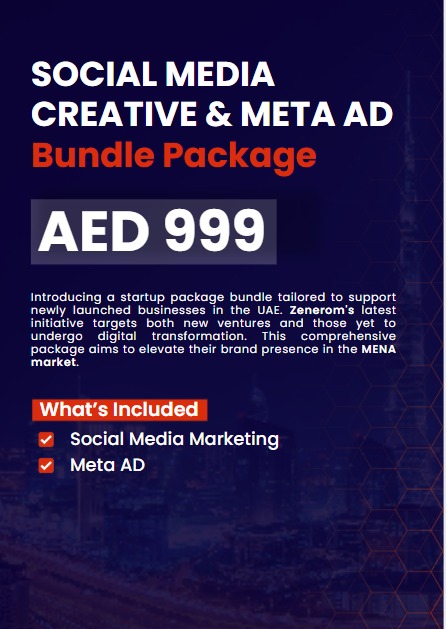 SOCIAL MEDIA
CREATIVE & META AD
Bundle Package
AED 999
Introducing a startup package bundle tailored to support
newly launched businesses in the UAE. Zenerom's latest
initiative targets both new ventures and those yet to
undergo digital transformation. This comprehensive
package aims to elevate their brand presence in the MENA
market.
What's Included
Social Media Marketing
Meta AD